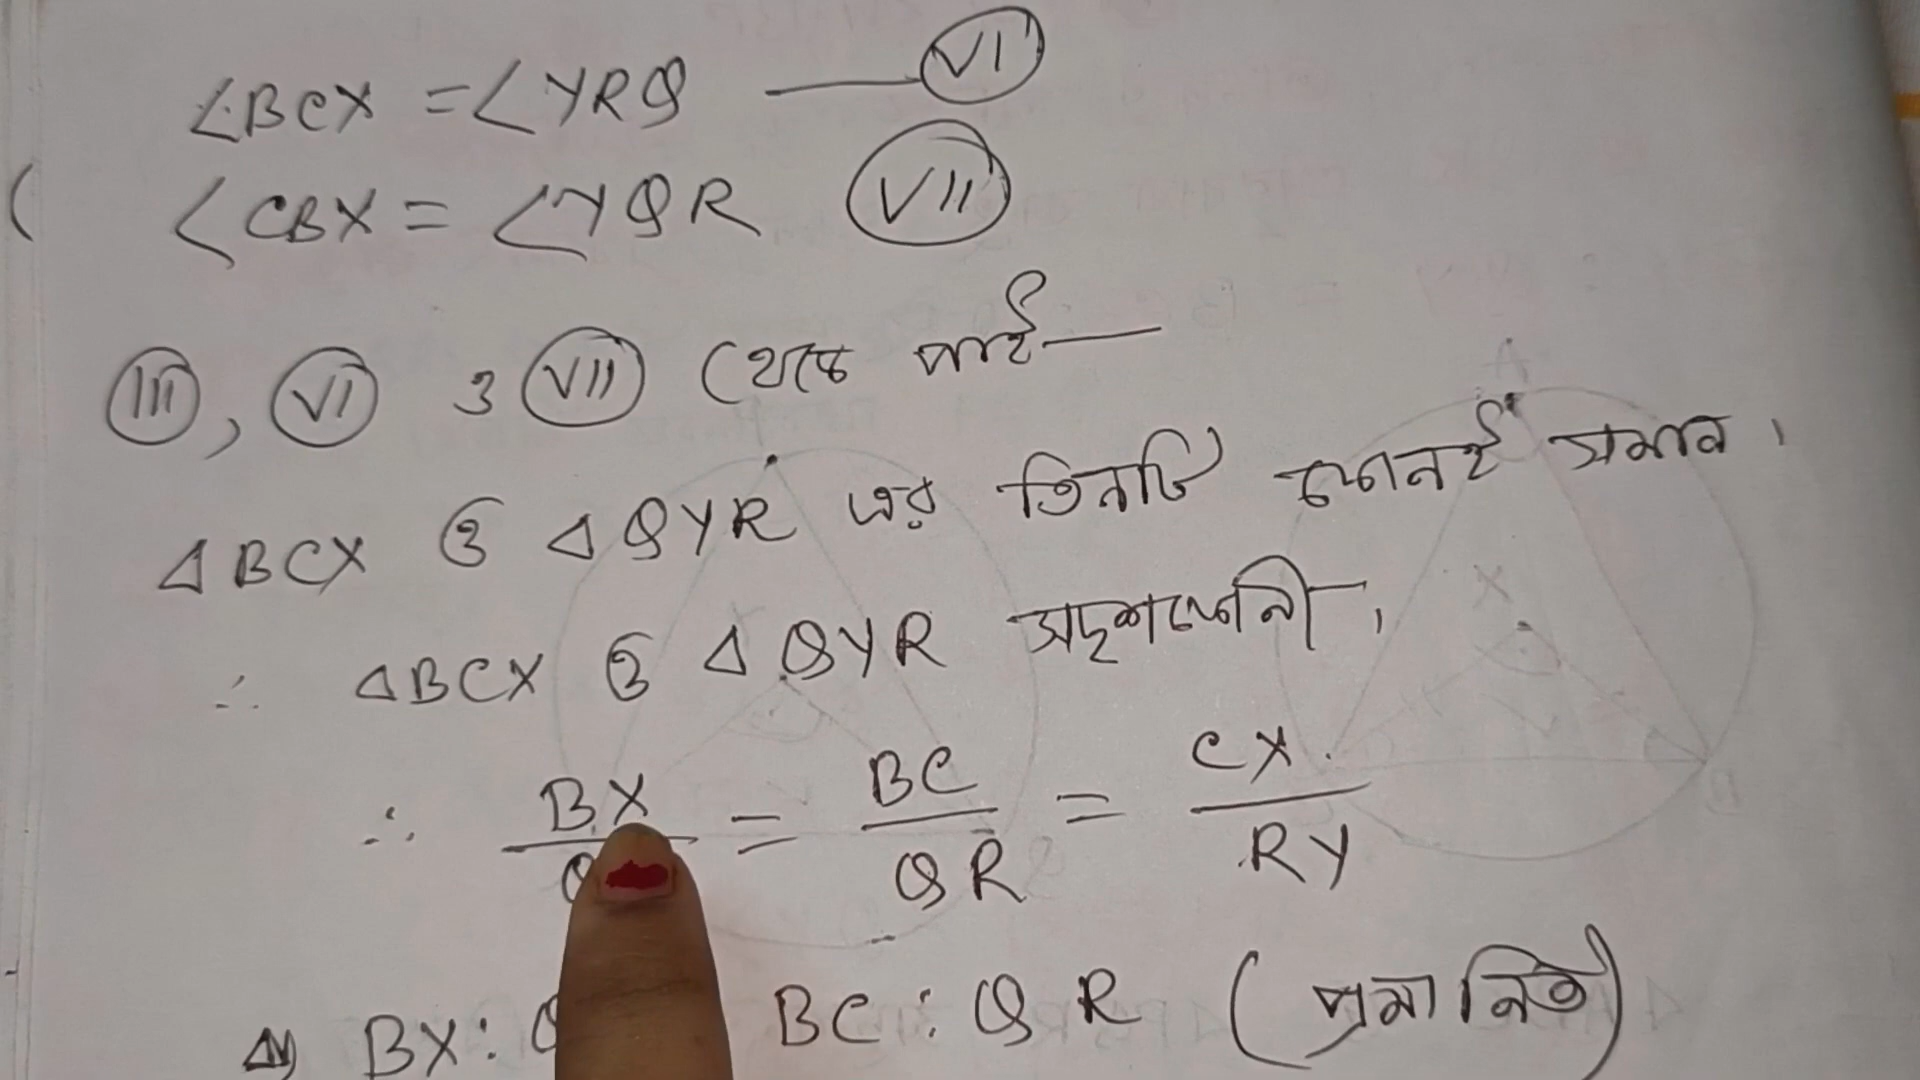 ∠BCX = ∠YRQ — VI
∠CBX = ∠YQR VII
III, VI ও VII থেকে পাই—
△BCX ও △QYR এর তিনটি কোনই সমান।
∴ △BCX ও △QYR সদৃশকোনী।
∴ BX/Q = BC/QR = CX/RY
বা BX : Q BC : QR (প্রমানিত)